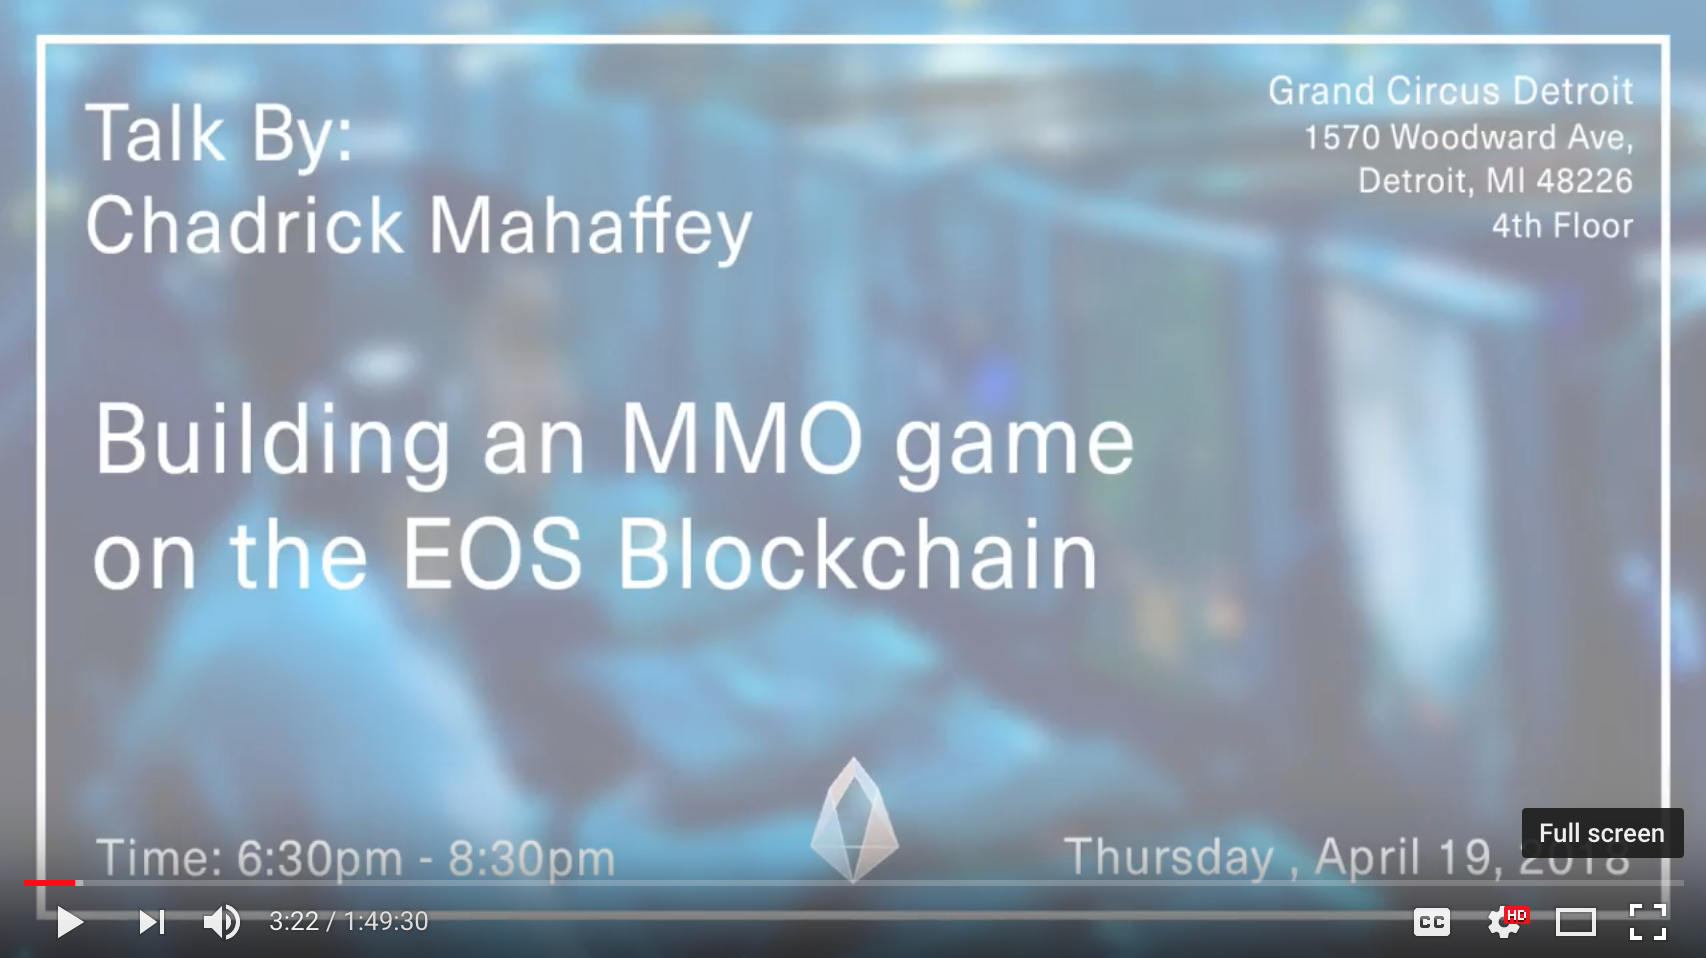 Talk By:
Chadrick Mahaffey
Grand Circus Detroit
1570 Woodward Ave,
Detroit, MI 48226
4th Floor
Building an MMO game
on the EOS Blockchain
Time: 6:30pm - 8:30pm
Thursday , April 19, 2018
Full screen
3:22 / 1:49:30
CC
HD